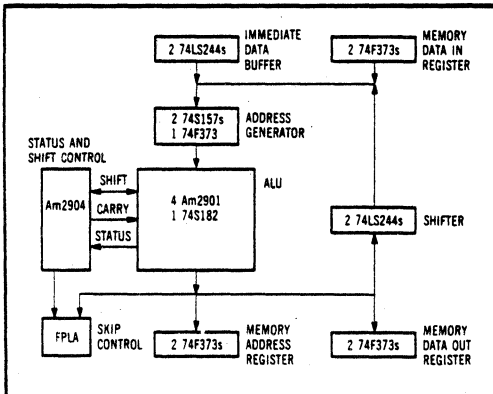 2 74LS244s
IMMEDIATE
DATA
BUFFER
2 74F373s
MEMORY
DATA IN
REGISTER
2 74S157s
1 74F373
ADDRESS
GENERATOR
STATUS AND
SHIFT CONTROL
Am2904
SHIFT
CARRY
STATUS
4 Am2901
1 74S182
ALU
2 74LS244s
SHIFTER
FPLA
SKIP
CONTROL
2 74F373s
MEMORY
ADDRESS
REGISTER
2 74F373s
MEMORY
DATA OUT
REGISTER